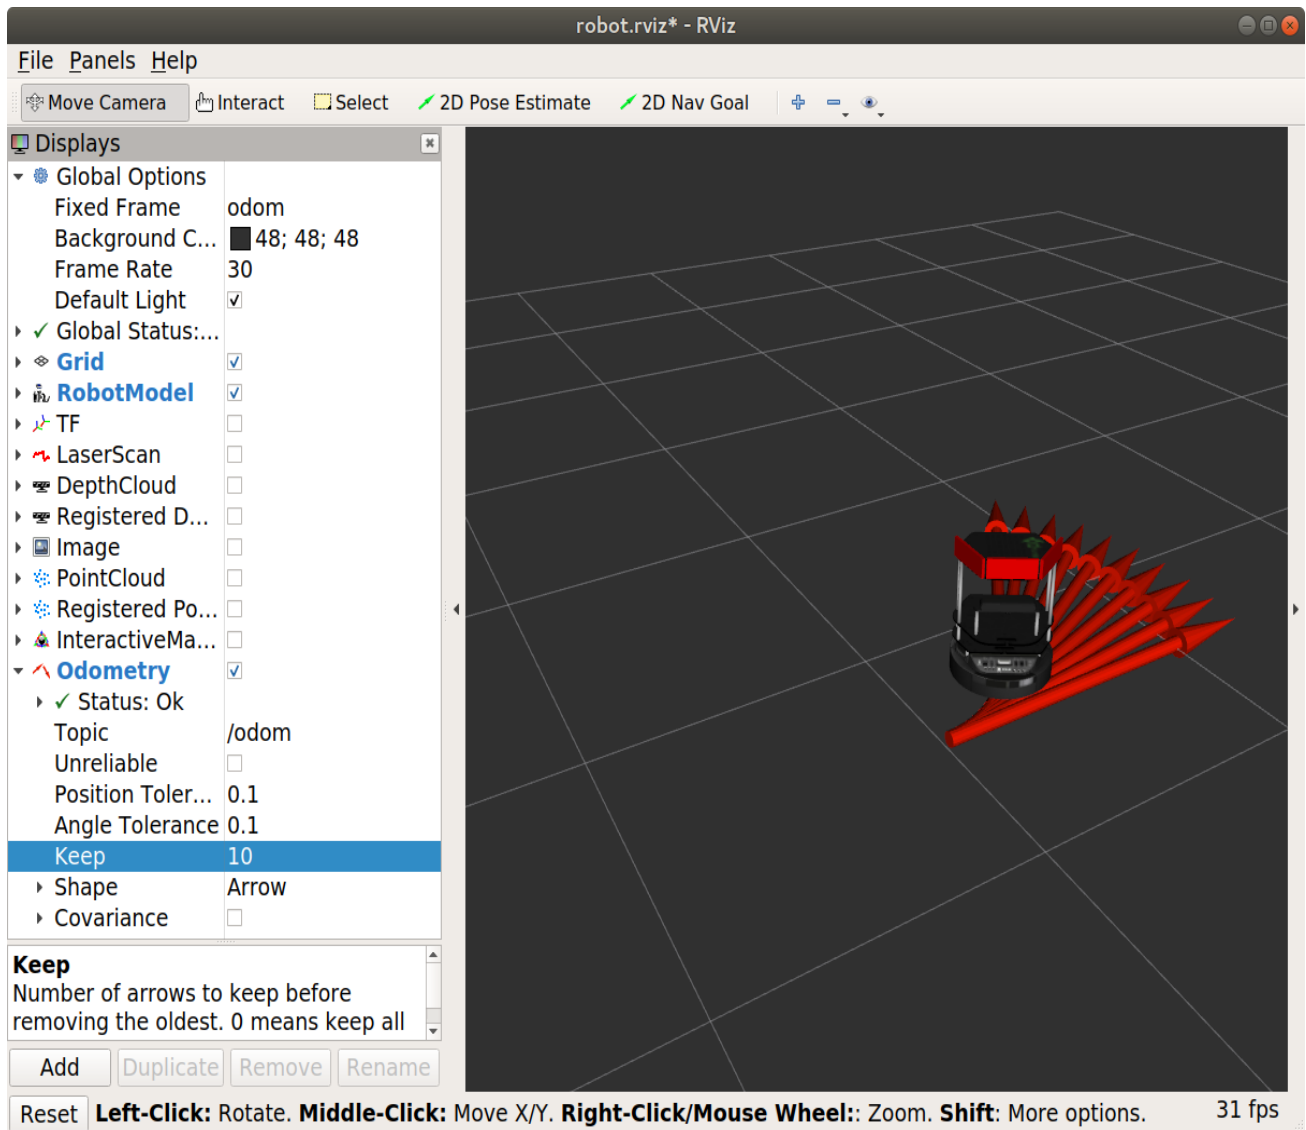 robot.rviz* - RViz
File Panels Help
Move Camera Interact Select 2D Pose Estimate 2D Nav Goal
Displays
Global Options
Fixed Frame odom
Background C... 48; 48; 48
Frame Rate 30
Default Light
Global Status:...
Grid
RobotModel
TF
LaserScan
DepthCloud
Registered D...
Image
PointCloud
Registered Po...
InteractiveMa...
Odometry
Status: Ok
Topic /odom
Unreliable
Position Toler... 0.1
Angle Tolerance 0.1
Keep 10
Shape Arrow
Covariance
Keep
Number of arrows to keep before
removing the oldest. 0 means keep all
Add Duplicate Remove Rename
Reset Left-Click: Rotate. Middle-Click: Move X/Y. Right-Click/Mouse Wheel:: Zoom. Shift: More options. 31 fps